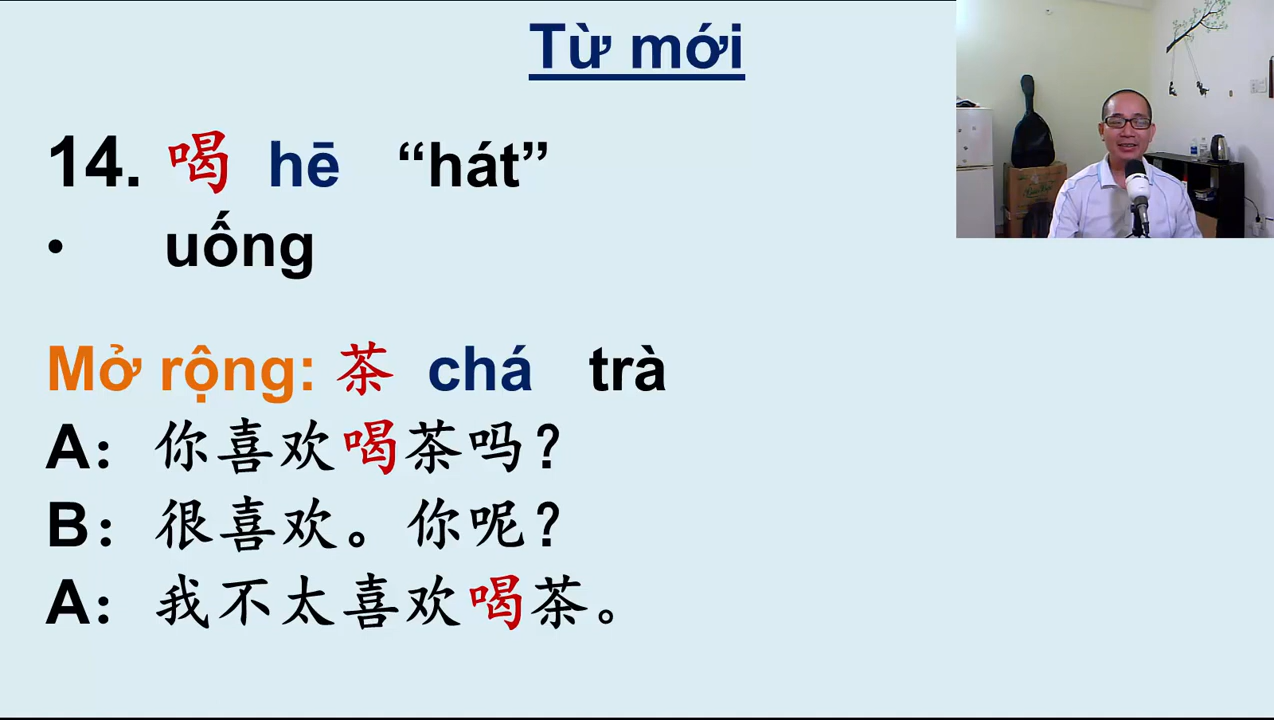 Từ mới
14. 喝 hē “hát”
• uống
Mở rộng: 茶 chá trà
A：你喜欢喝茶吗？
B：很喜欢。你呢？
A：我不太喜欢喝茶。